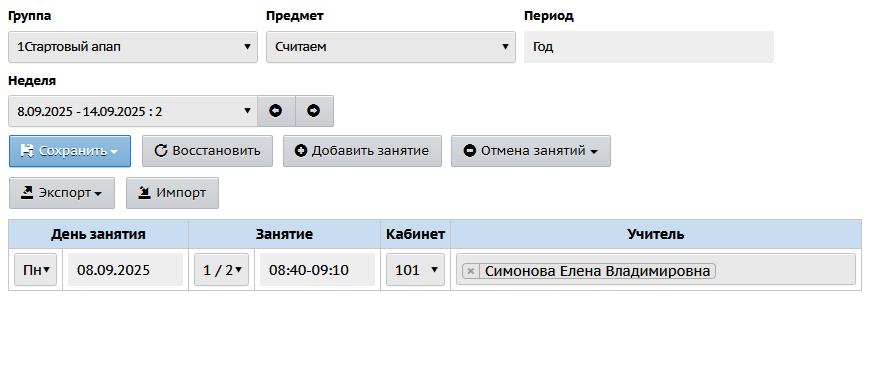 Группа Предмет Период
1Стартовый апап Считаем Год
Неделя
8.09.2025 - 14.09.2025 : 2
Сохранить Восстановить Добавить занятие Отмена занятий
Экспорт Импорт
День занятия Занятие Кабинет Учитель
Пн 08.09.2025 1 / 2 08:40-09:10 101 × Симонова Елена Владимировна